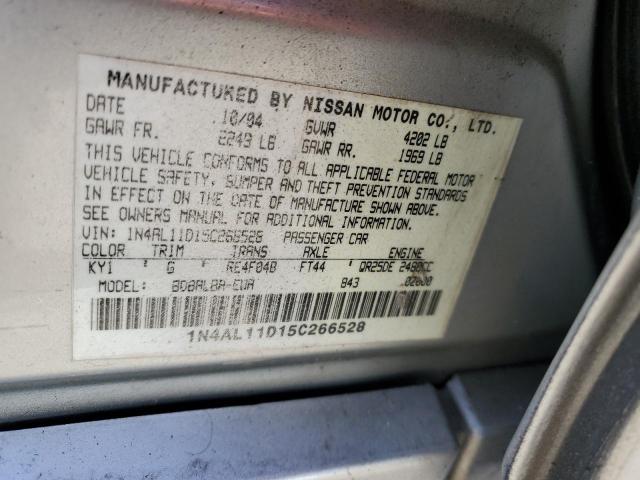 MANUFACTURED BY NISSAN MOTOR CO., LTD.
DATE 10/04 GVWR 4202 LB
GAWR FR. 2249 LB GAWR RR. 1969 LB
THIS VEHICLE CONFORMS TO ALL APPLICABLE FEDERAL MOTOR
VEHICLE SAFETY, BUMPER AND THEFT PREVENTION STANDARDS
IN EFFECT ON THE DATE OF MANUFACTURE SHOWN ABOVE.
SEE OWNERS MANUAL FOR ADDITIONAL INFORMATION
VIN: 1N4AL11D15C266528 PASSENGER CAR
COLOR TRIM TRANS AXLE ENGINE
KY1 G RE4F04B FT44 QR25DE 2480CC
MODEL: BDBALBA-EUA 843 02000
1N4AL11D15C266528